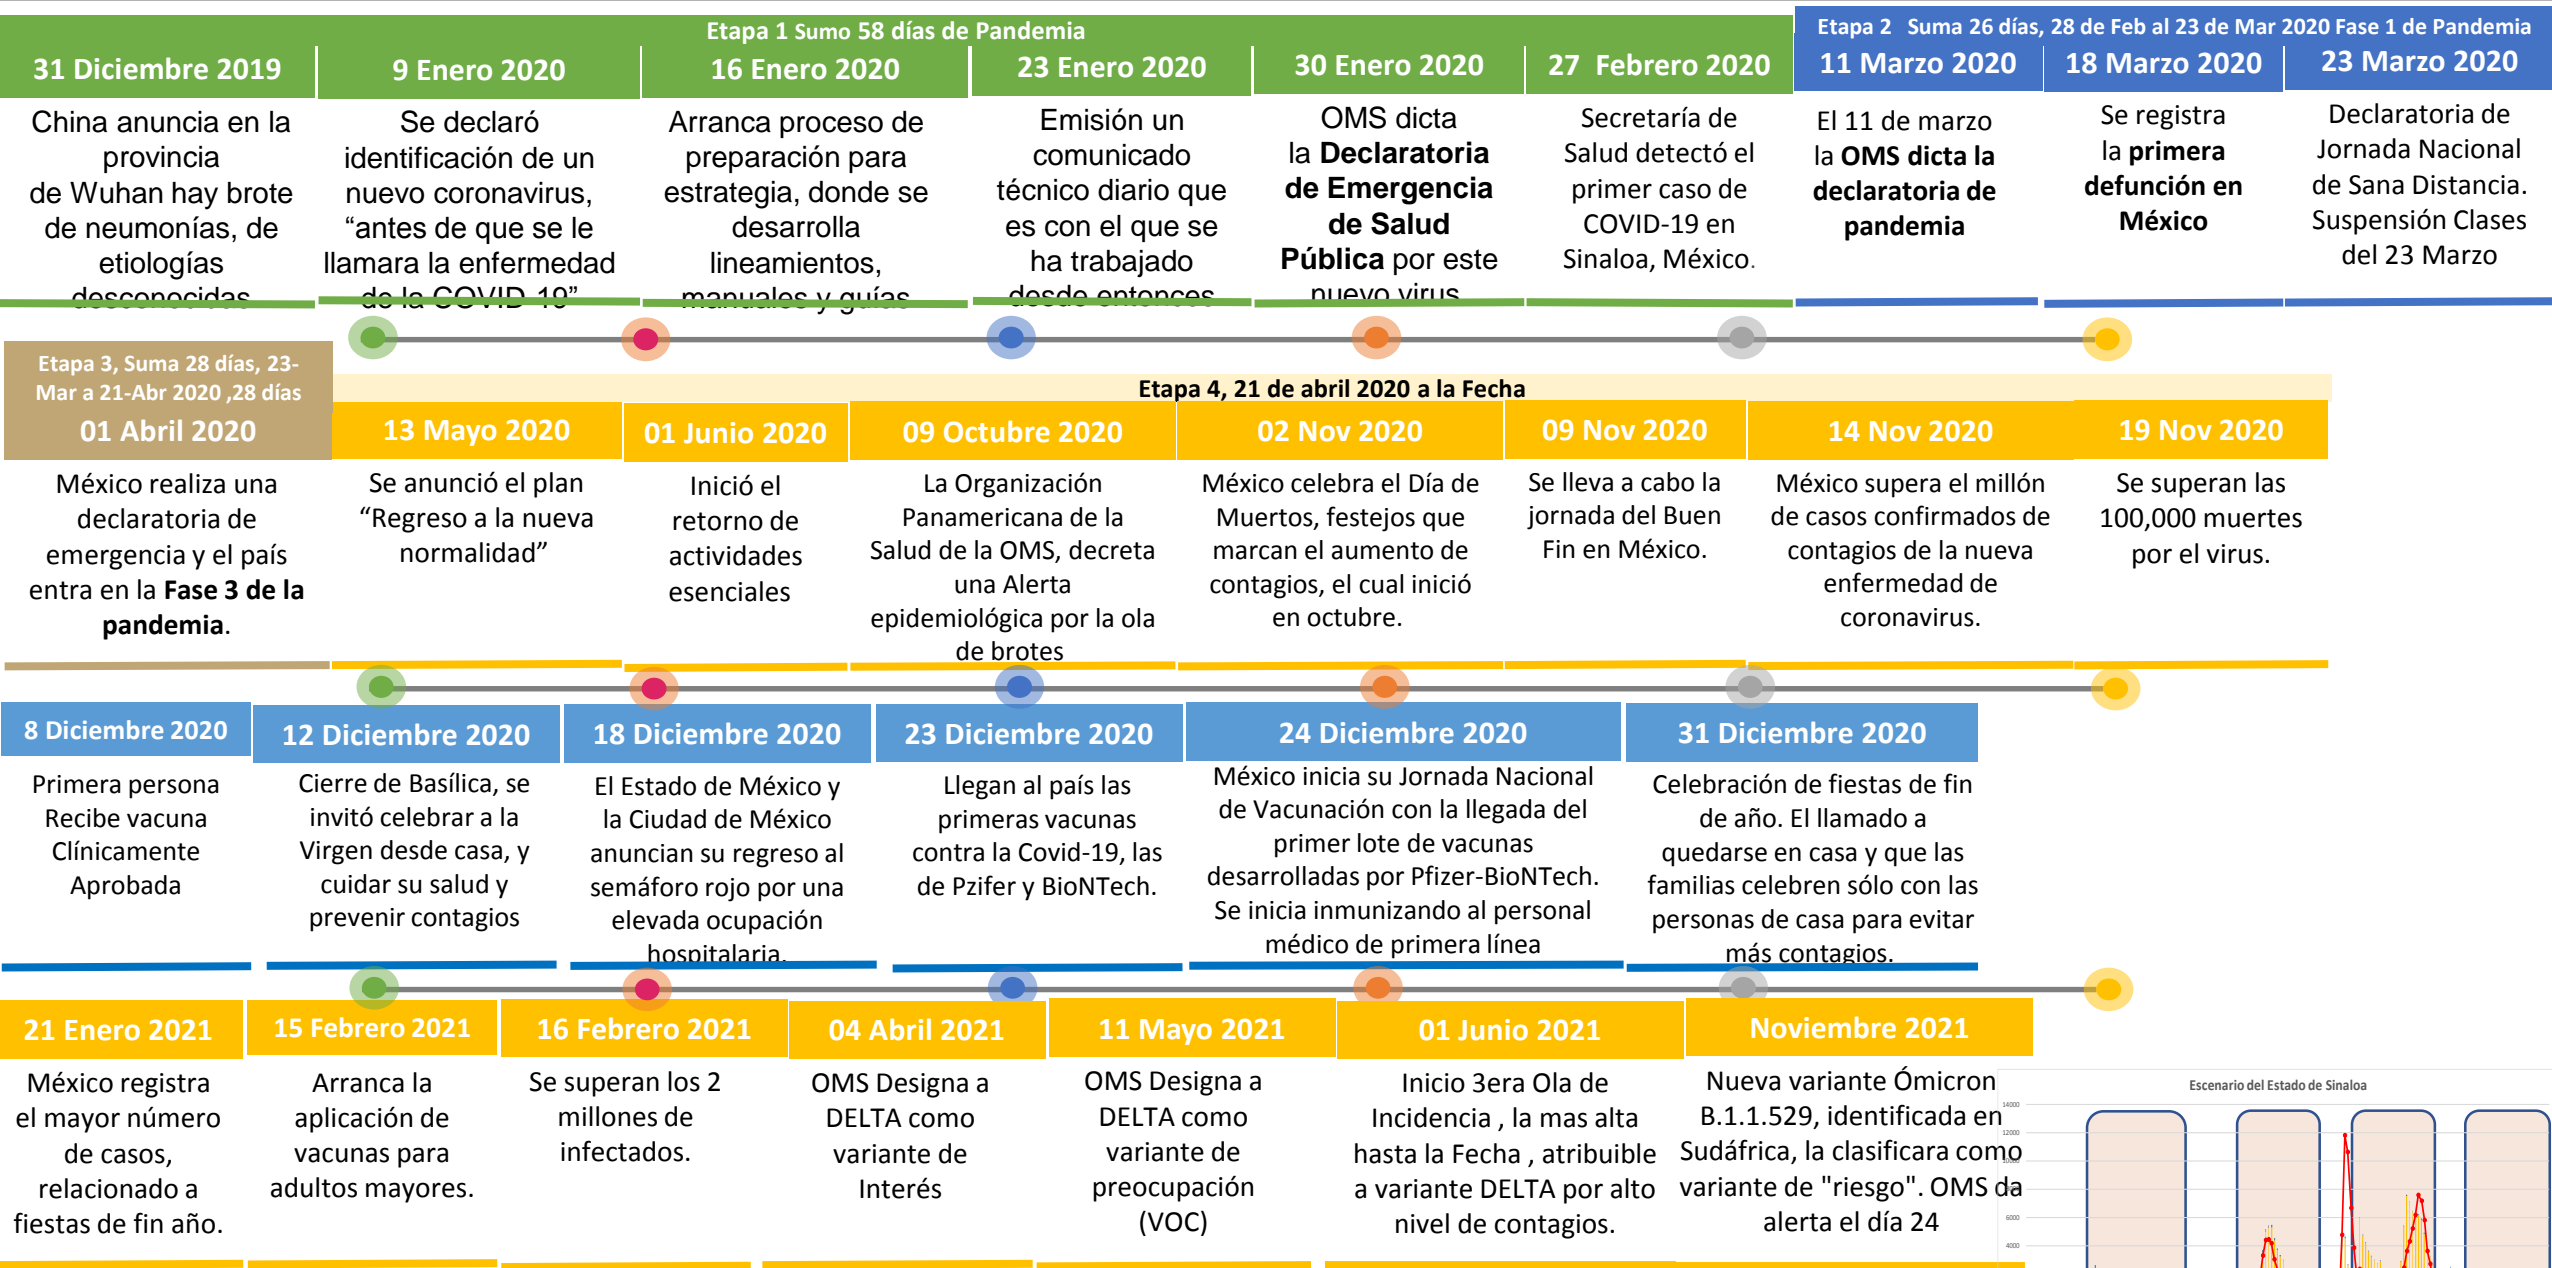 Etapa 1 Sumo 58 días de Pandemia
Etapa 2 Suma 26 días, 28 de Feb al 23 de Mar 2020 Fase 1 de Pandemia
31 Diciembre 2019
China anuncia en la
provincia
de Wuhan hay brote
de neumonías, de
etiologías
desconocidas
9 Enero 2020
Se declaró
identificación de un
nuevo coronavirus,
“antes de que se le
llamara la enfermedad
de la COVID-19”
16 Enero 2020
Arranca proceso de
preparación para
estrategia, donde se
desarrolla
lineamientos,
manuales y guías
23 Enero 2020
Emisión un
comunicado
técnico diario que
es con el que se
ha trabajado
desde entonces
30 Enero 2020
OMS dicta
la Declaratoria
de Emergencia
de Salud
Pública por este
nuevo virus
27 Febrero 2020
Secretaría de
Salud detectó el
primer caso de
COVID-19 en
Sinaloa, México.
11 Marzo 2020
El 11 de marzo
la OMS dicta la
declaratoria de
pandemia
18 Marzo 2020
Se registra
la primera
defunción en
México
23 Marzo 2020
Declaratoria de
Jornada Nacional
de Sana Distancia.
Suspensión Clases
del 23 Marzo
Etapa 3, Suma 28 días, 23-
Mar a 21-Abr 2020 ,28 días
01 Abril 2020
México realiza una
declaratoria de
emergencia y el país
entra en la Fase 3 de la
pandemia.
Etapa 4, 21 de abril 2020 a la Fecha
13 Mayo 2020
Se anunció el plan
“Regreso a la nueva
normalidad”
01 Junio 2020
Inició el
retorno de
actividades
esenciales
09 Octubre 2020
La Organización
Panamericana de la
Salud de la OMS, decreta
una Alerta
epidemiológica por la ola
de brotes
02 Nov 2020
México celebra el Día de
Muertos, festejos que
marcan el aumento de
contagios, el cual inició
en octubre.
09 Nov 2020
Se lleva a cabo la
jornada del Buen
Fin en México.
14 Nov 2020
México supera el millón
de casos confirmados de
contagios de la nueva
enfermedad de
coronavirus.
19 Nov 2020
Se superan las
100,000 muertes
por el virus.
8 Diciembre 2020
Primera persona
Recibe vacuna
Clínicamente
Aprobada
12 Diciembre 2020
Cierre de Basílica, se
invitó celebrar a la
Virgen desde casa, y
cuidar su salud y
prevenir contagios
18 Diciembre 2020
El Estado de México y
la Ciudad de México
anuncian su regreso al
semáforo rojo por una
elevada ocupación
hospitalaria.
23 Diciembre 2020
Llegan al país las
primeras vacunas
contra la Covid-19, las
de Pzifer y BioNTech.
24 Diciembre 2020
México inicia su Jornada Nacional
de Vacunación con la llegada del
primer lote de vacunas
desarrolladas por Pfizer-BioNTech.
Se inicia inmunizando al personal
médico de primera línea
31 Diciembre 2020
Celebración de fiestas de fin
de año. El llamado a
quedarse en casa y que las
familias celebren sólo con las
personas de casa para evitar
más contagios.
21 Enero 2021
México registra
el mayor número
de casos,
relacionado a
fiestas de fin año.
15 Febrero 2021
Arranca la
aplicación de
vacunas para
adultos mayores.
16 Febrero 2021
Se superan los 2
millones de
infectados.
04 Abril 2021
OMS Designa a
DELTA como
variante de
Interés
11 Mayo 2021
OMS Designa a
DELTA como
variante de
preocupación
(VOC)
01 Junio 2021
Inicio 3era Ola de
Incidencia , la mas alta
hasta la Fecha , atribuible
a variante DELTA por alto
nivel de contagios.
Noviembre 2021
Nueva variante Ómicron
B.1.1.529, identificada en
Sudáfrica, la clasificara como
variante de "riesgo". OMS da
alerta el día 24
Escenario del Estado de Sinaloa
14000
12000
6000
4000